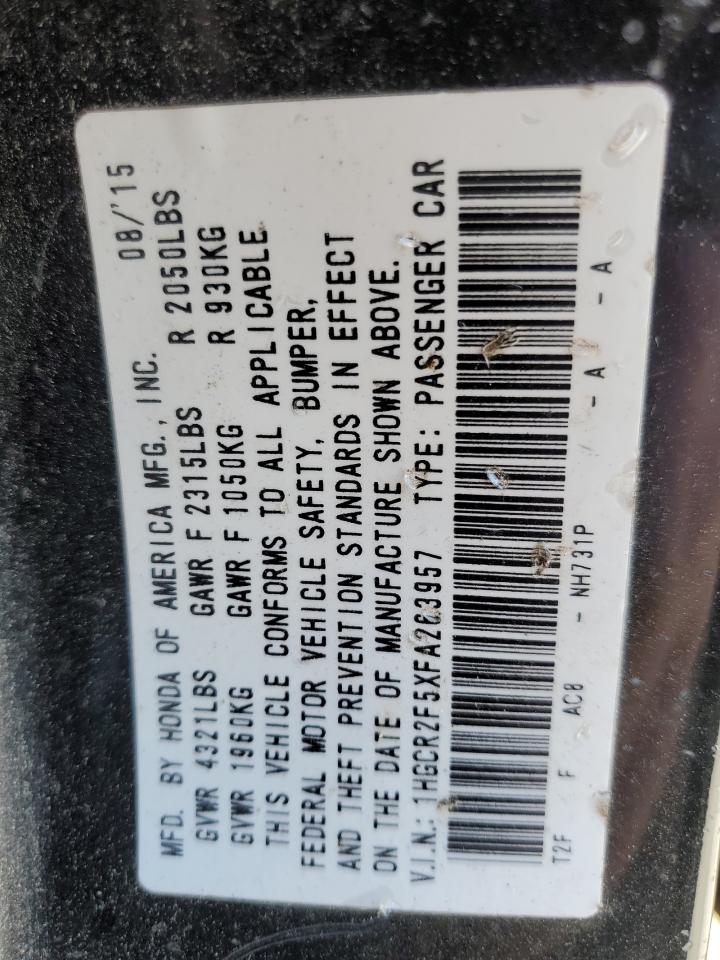 MFD. BY HONDA OF AMERICA MFG., INC. 08/'15
GVWR 4321LBS GAWR F 2315LBS R 2050LBS
GVWR 1960KG GAWR F 1050KG R 930KG
THIS VEHICLE CONFORMS TO ALL APPLICABLE
FEDERAL MOTOR VEHICLE SAFETY, BUMPER,
AND THEFT PREVENTION STANDARDS IN EFFECT
ON THE DATE OF MANUFACTURE SHOWN ABOVE.
V.I.N.: 1HGCR2F5XFA263957 TYPE: PASSENGER CAR
T2F F AC8 - NH731P / - A - A